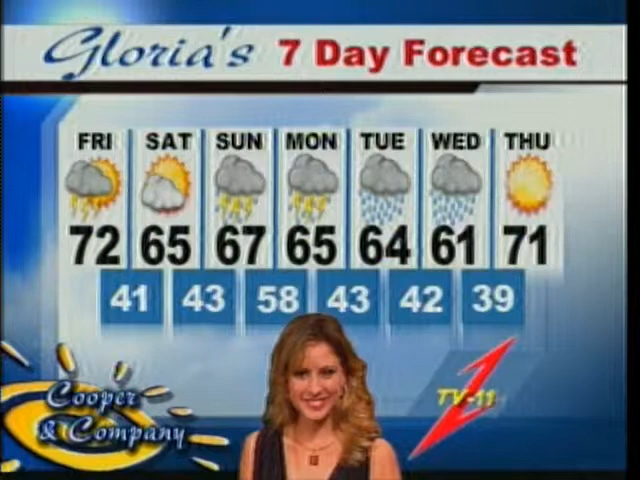 Gloria's 7 Day Forecast
FRI SAT SUN MON TUE WED THU
72 65 67 65 64 61 71
41 43 58 43 42 39
Cooper
& Company
TV-11